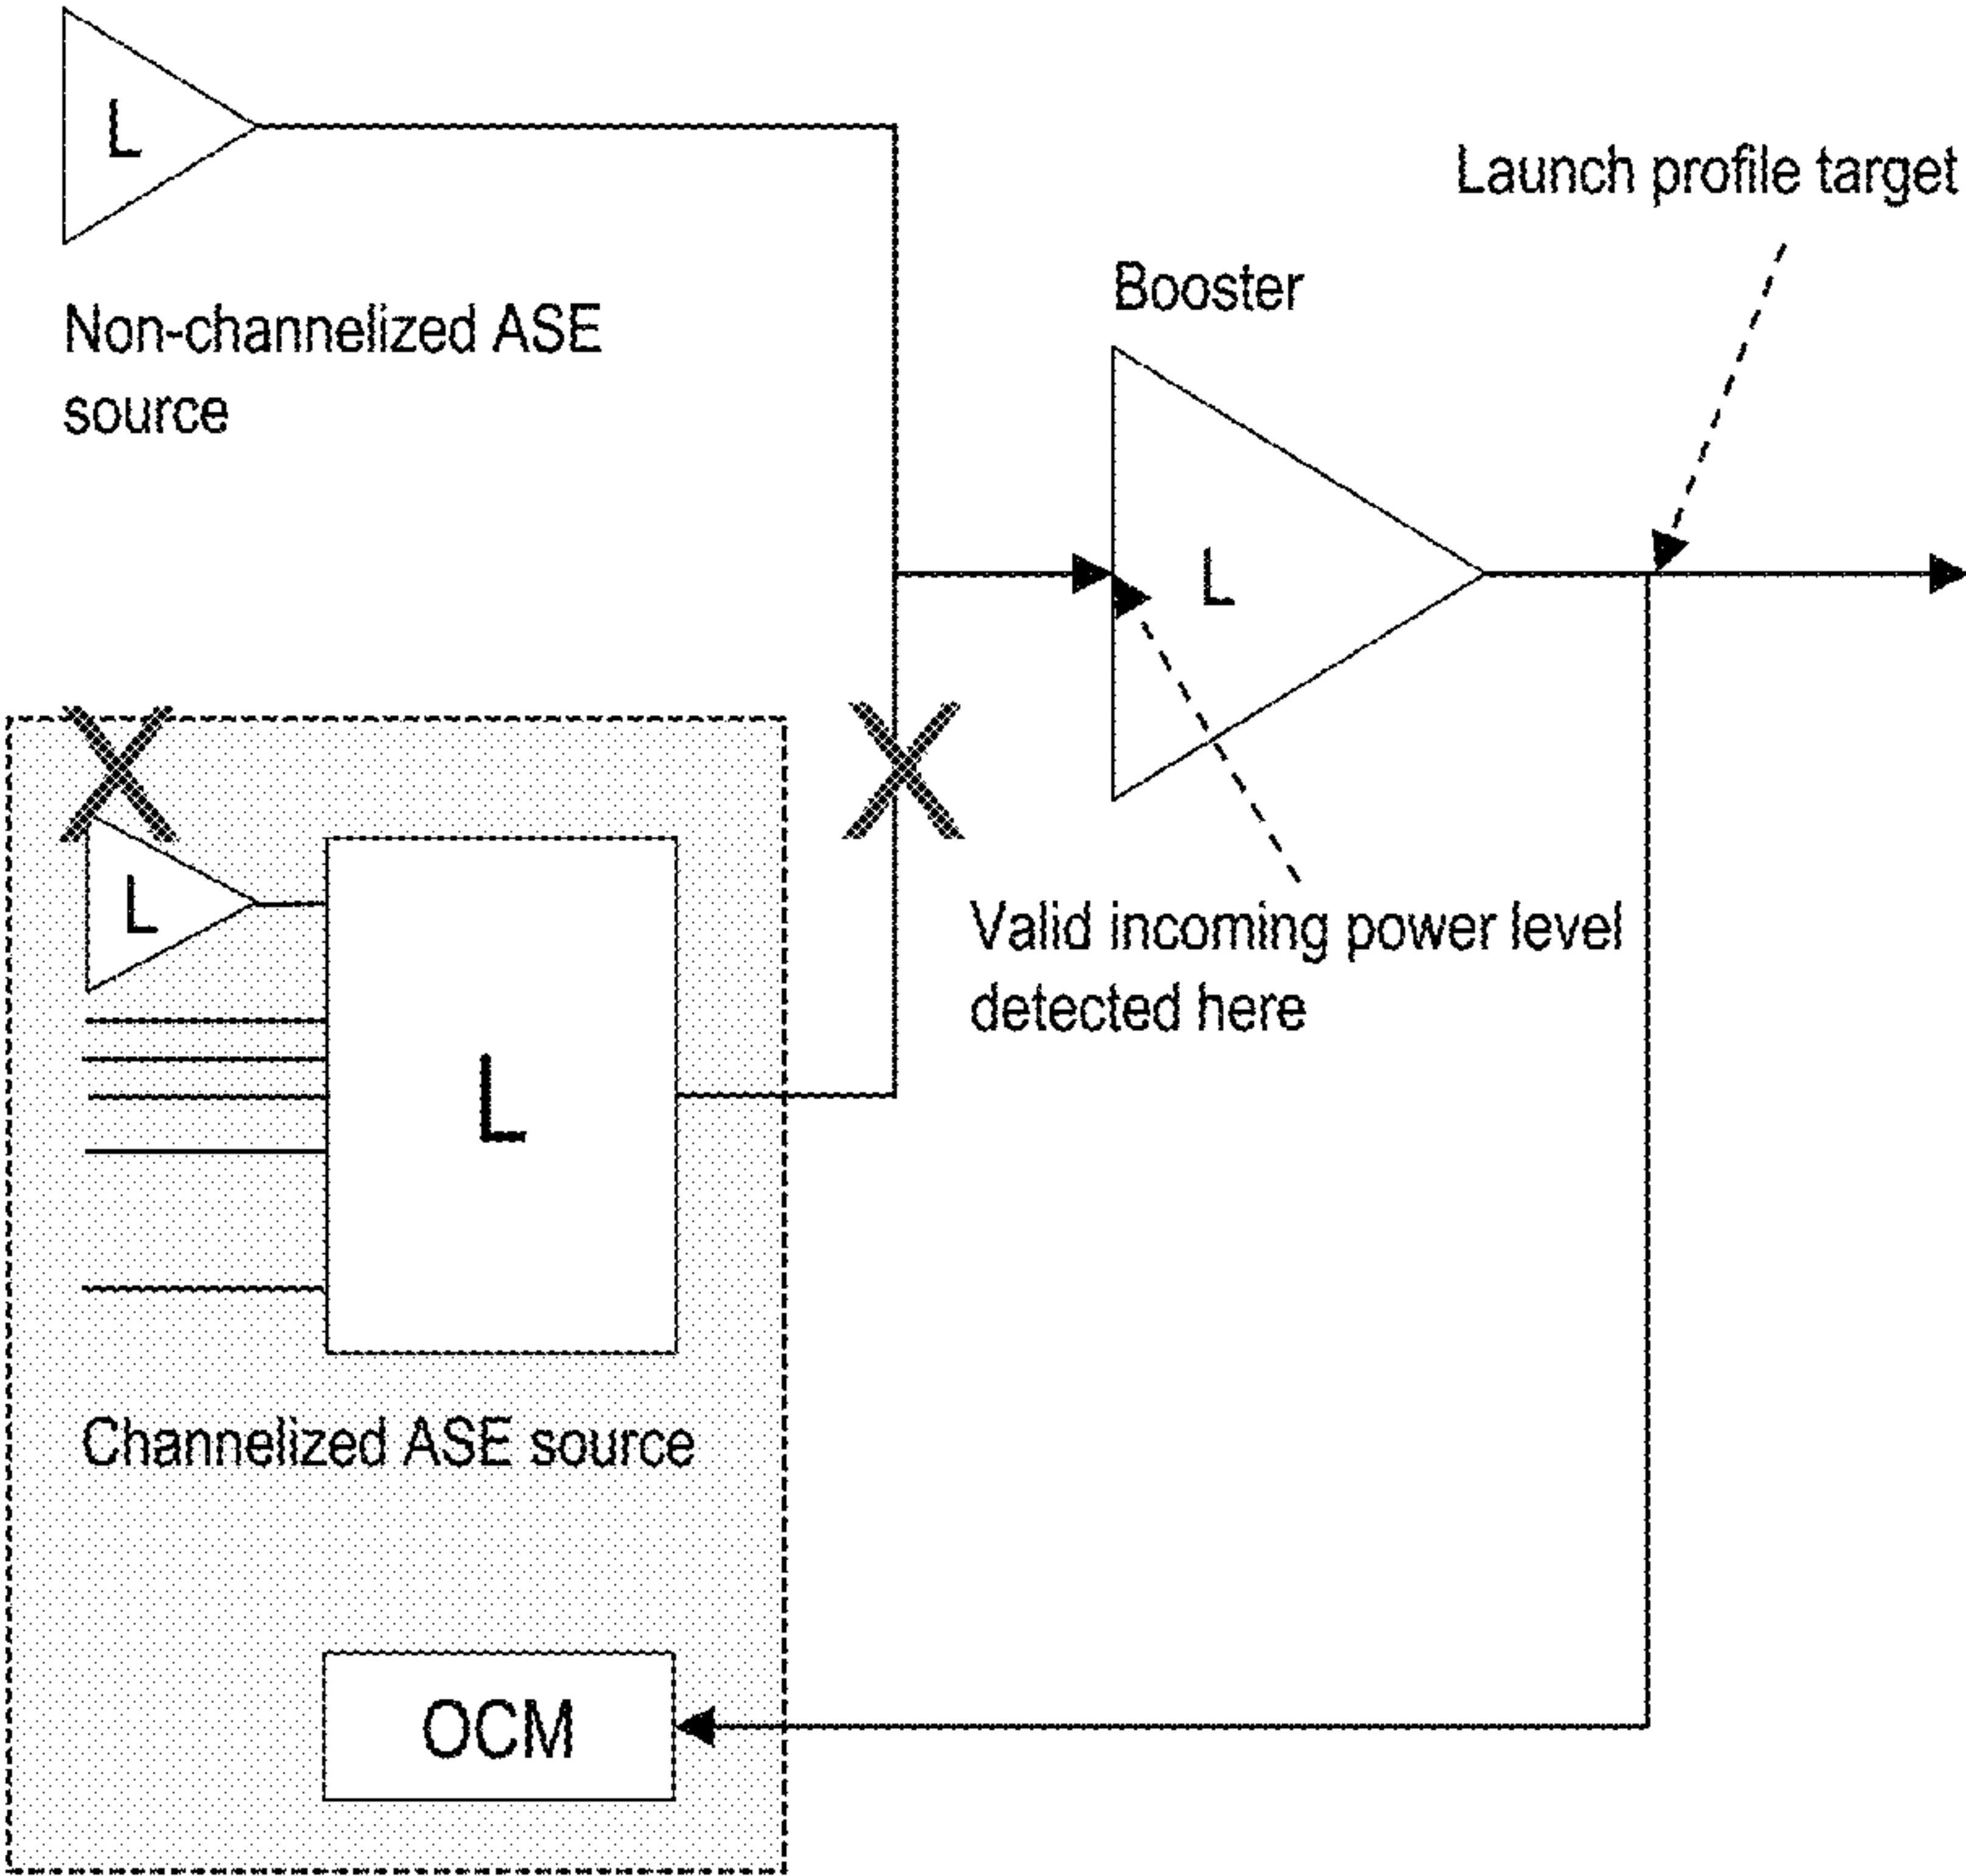 L
Launch profile target
Non-channelized ASE
source
Booster
L
L
Valid incoming power level
detected here
L
Channelized ASE source
OCM